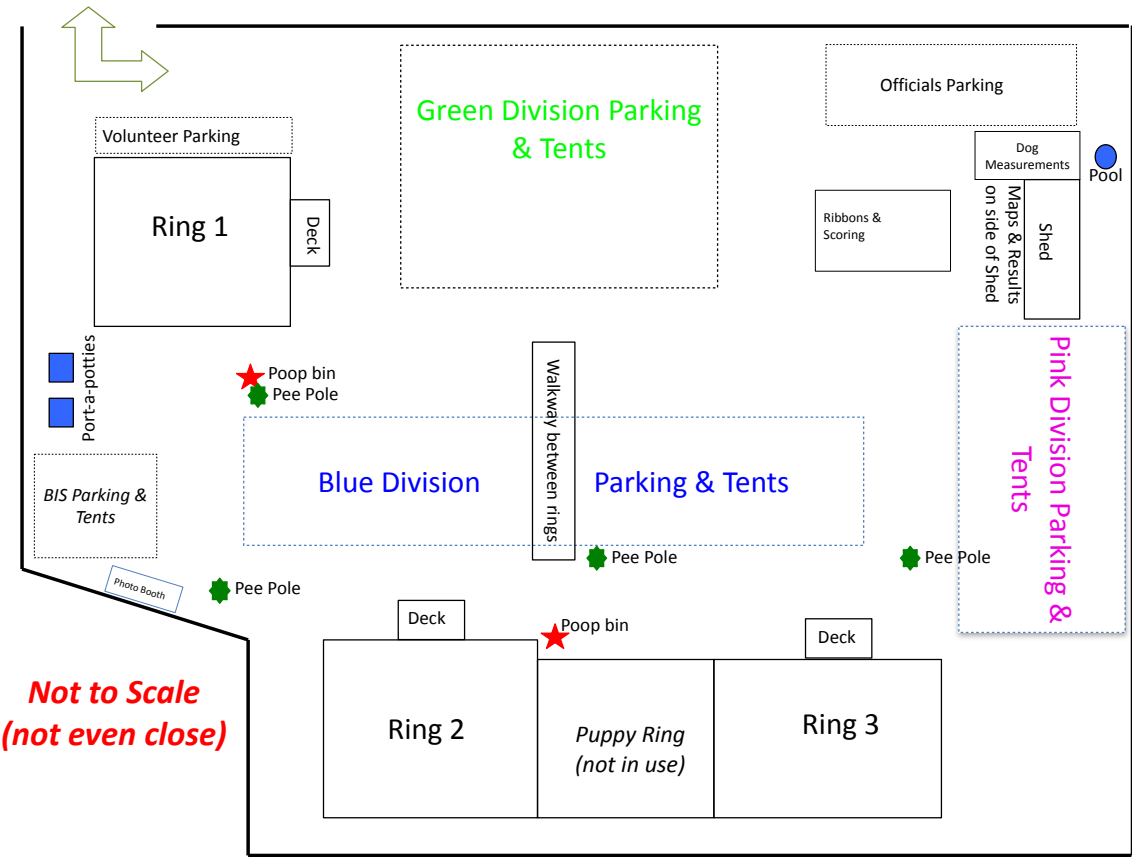 Green Division Parking
& Tents
Officials Parking
Volunteer Parking
Dog
Measurements
Pool
Ring 1
Deck
Ribbons &
Scoring
Maps & Results
on side of Shed
Shed
Port-a-potties
Poop bin
Pee Pole
Walkway between rings
Pink Division Parking &
Tents
Blue Division
Parking & Tents
BIS Parking &
Tents
Pee Pole
Pee Pole
Photo Booth
Pee Pole
Deck
Poop bin
Deck
Not to Scale
(not even close)
Ring 2
Puppy Ring
(not in use)
Ring 3